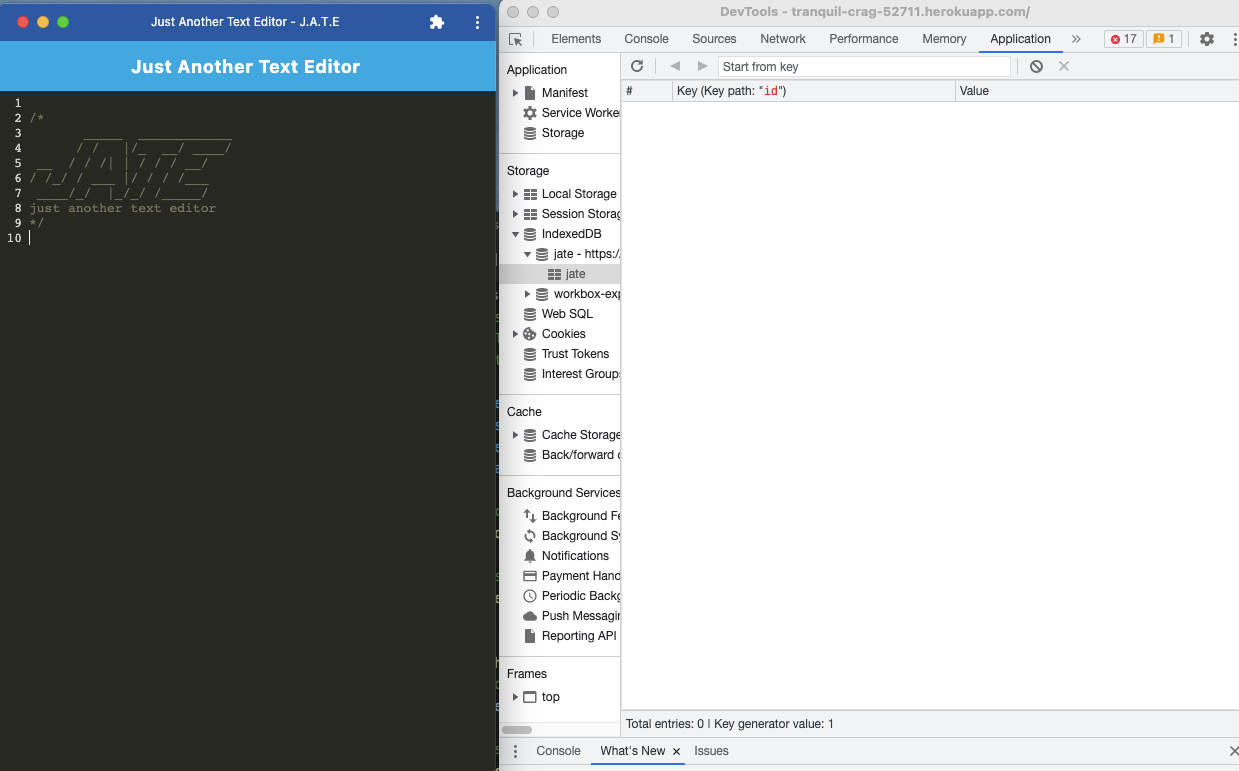 Just Another Text Editor - J.A.T.E
Just Another Text Editor
1
2 /*
3         _____  ____________
4        / /   |/_  __/ ____/
5  __  / / /| | / / / __/
6 / /_/ / ___ |/ / / /___
7  ____/_/  |_/_/ /_____/
8 just another text editor
9 */
10
DevTools - tranquil-crag-52711.herokuapp.com/
Elements Console Sources Network Performance Memory Application » 17 1
Application
Manifest
Service Worke
Storage
Storage
Local Storage
Session Storag
IndexedDB
jate - https:/
jate
workbox-exp
Web SQL
Cookies
Trust Tokens
Interest Group
Cache
Cache Storage
Back/forward
Background Services
Background Fe
Background Sy
Notifications
Payment Hand
Periodic Backg
Push Messagin
Reporting API
Frames
top
Start from key
# Key (Key path: "id") Value
Total entries: 0 | Key generator value: 1
Console What's New × Issues